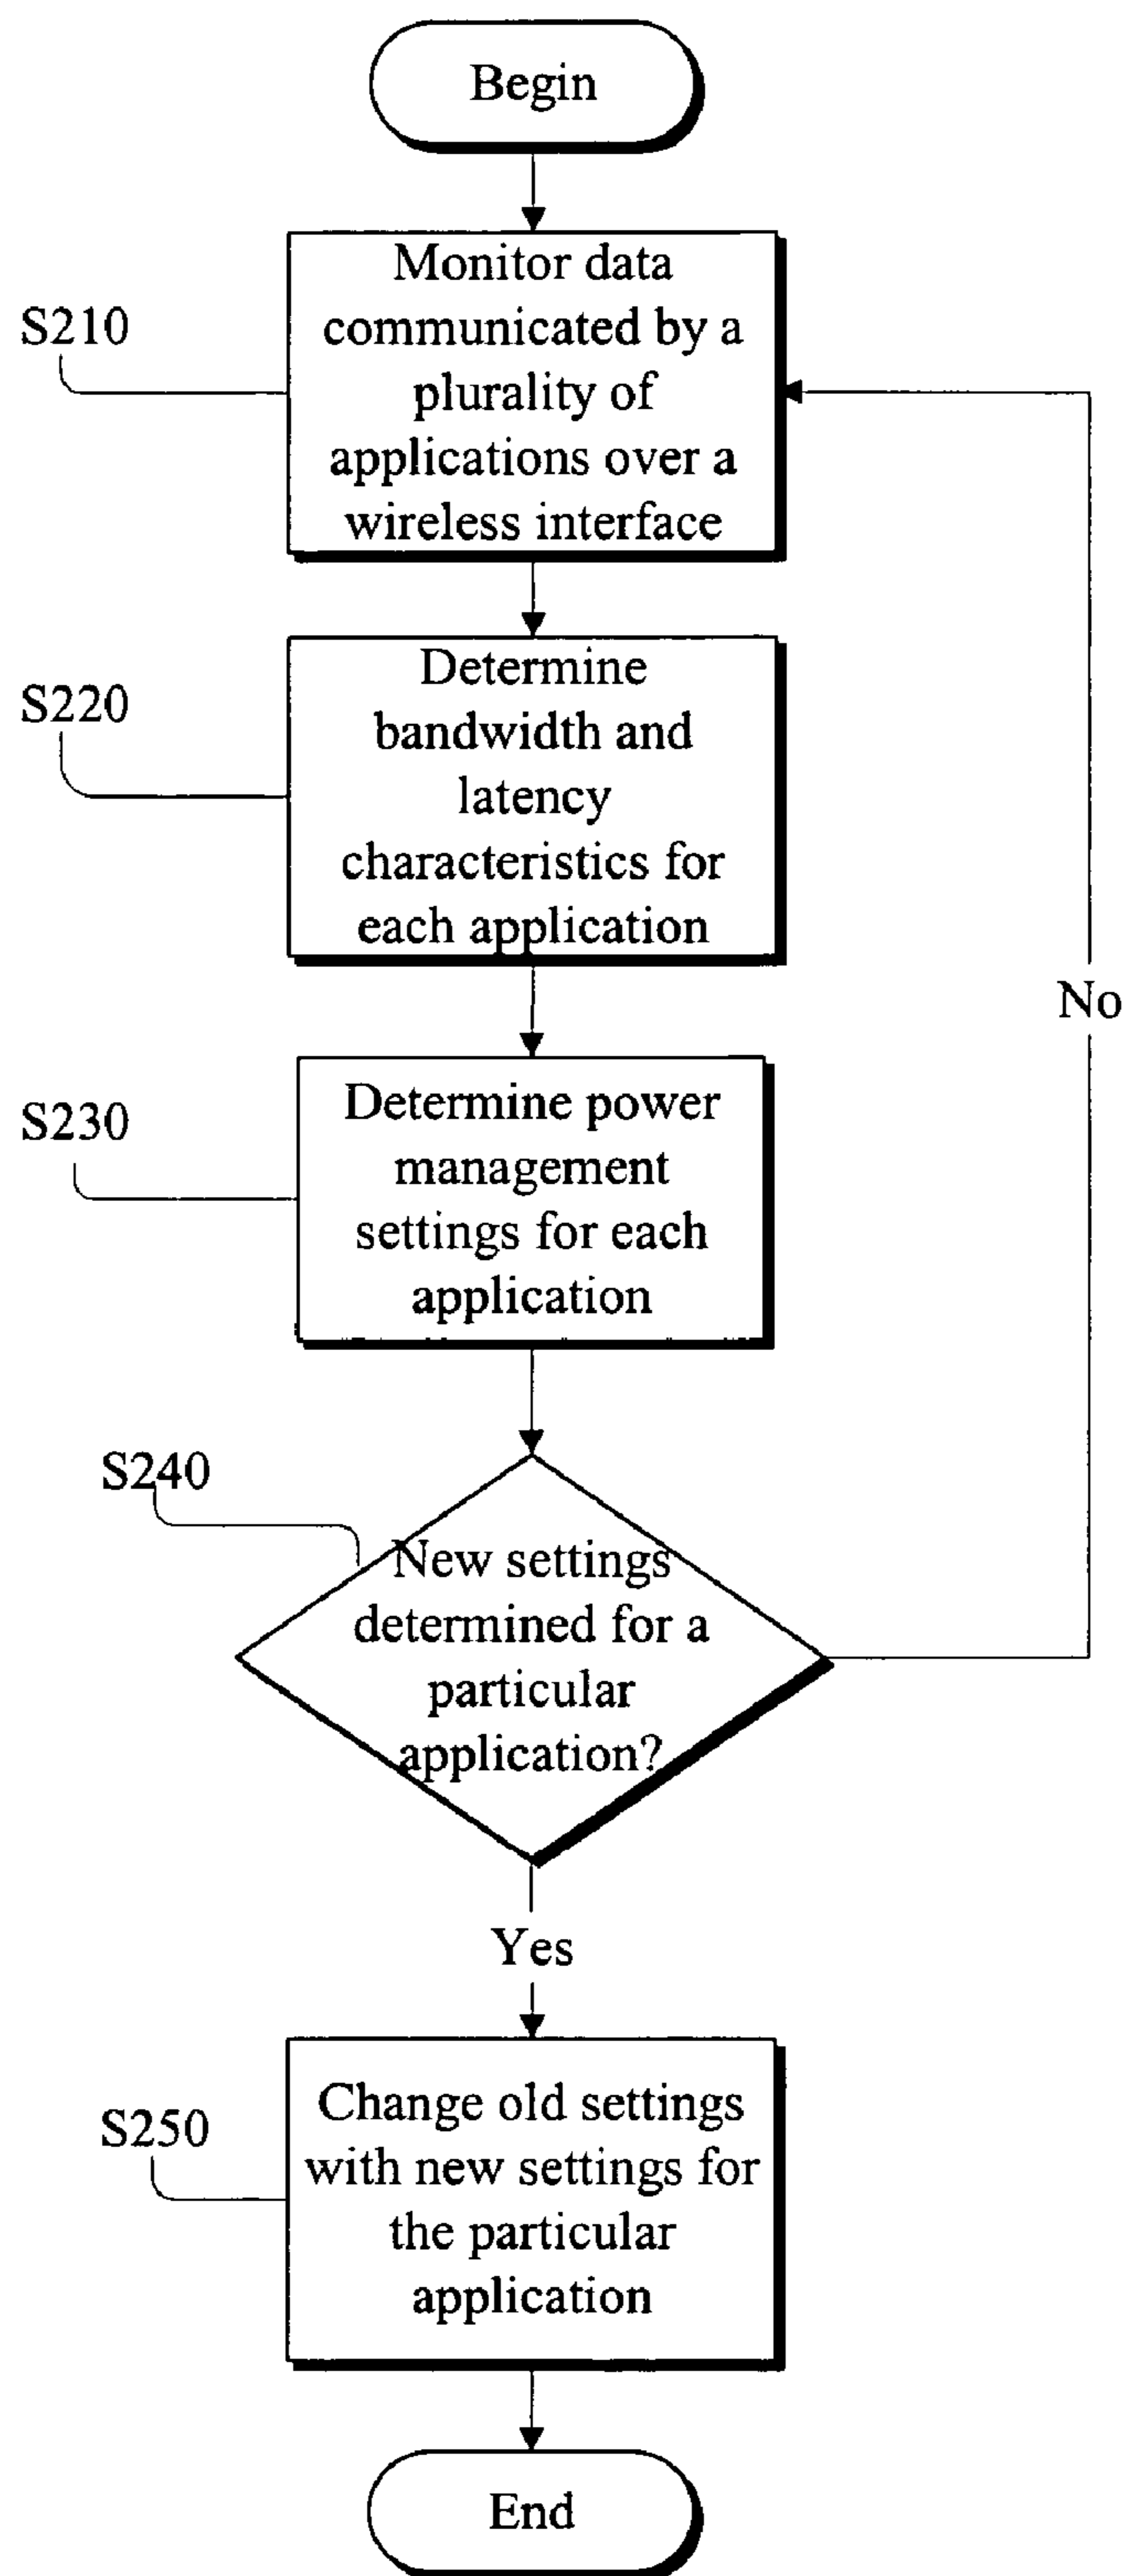 Begin
S210
Monitor data
communicated by a
plurality of
applications over a
wireless interface
S220
Determine
bandwidth and
latency
characteristics for
each application
No
S230
Determine power
management
settings for each
application
S240
New settings
determined for a
particular
application?
Yes
S250
Change old settings
with new settings for
the particular
application
End